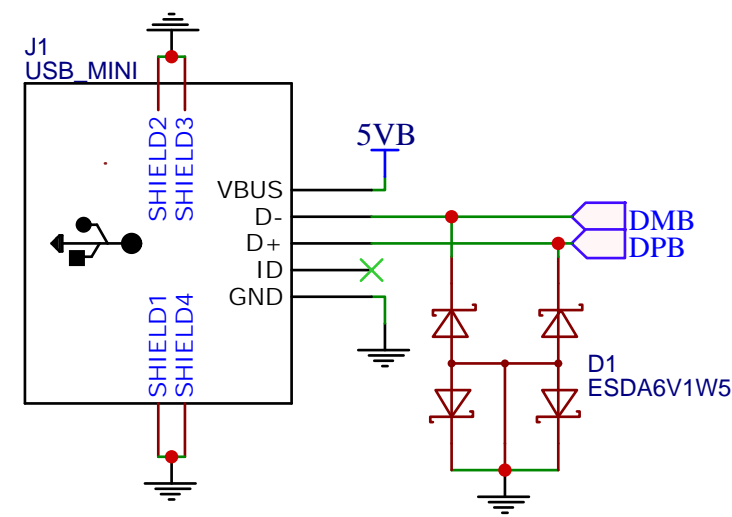 J1
USB_MINI
SHIELD2
SHIELD3
5VB
VBUS
D-
D+
ID
GND
DMB
DPB
SHIELD1
SHIELD4
D1
ESDA6V1W5